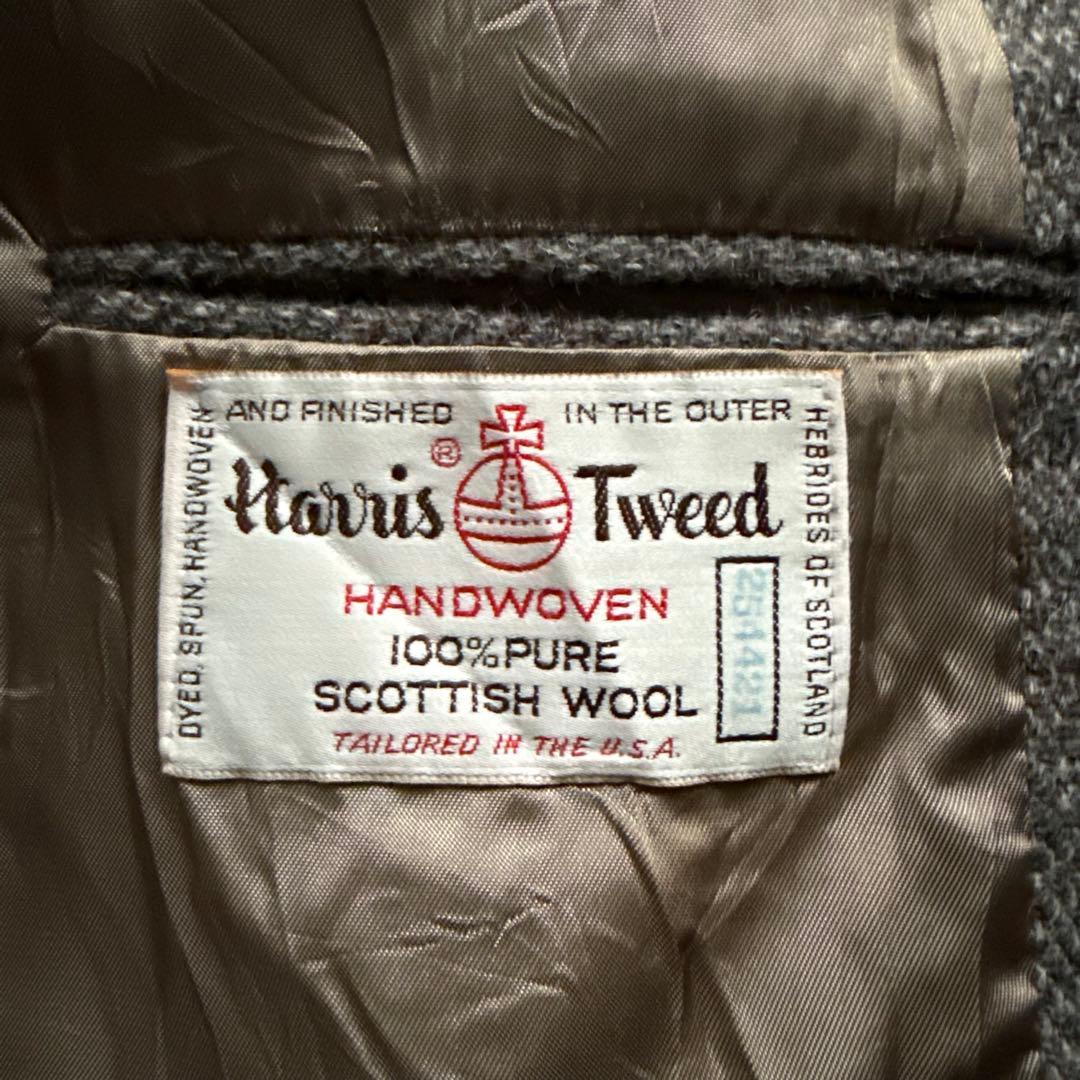 DYED, SPUN, HANDWOVEN
AND FINISHED
IN THE OUTER
HEBRIDES OF SCOTLAND
Harris ® Tweed
HANDWOVEN
100% PURE
SCOTTISH WOOL
TAILORED IN THE U.S.A.